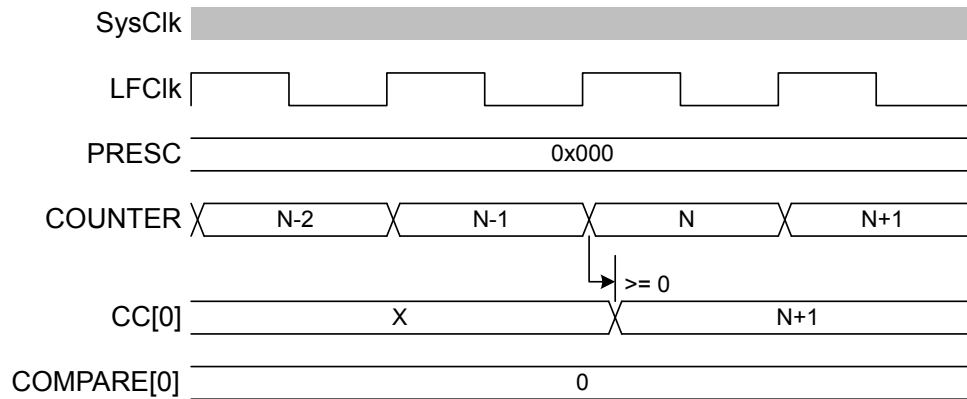 SysClk
LFClk
PRESC 0x000
COUNTER N-2 N-1 N N+1
>= 0
CC[0] X N+1
COMPARE[0] 0